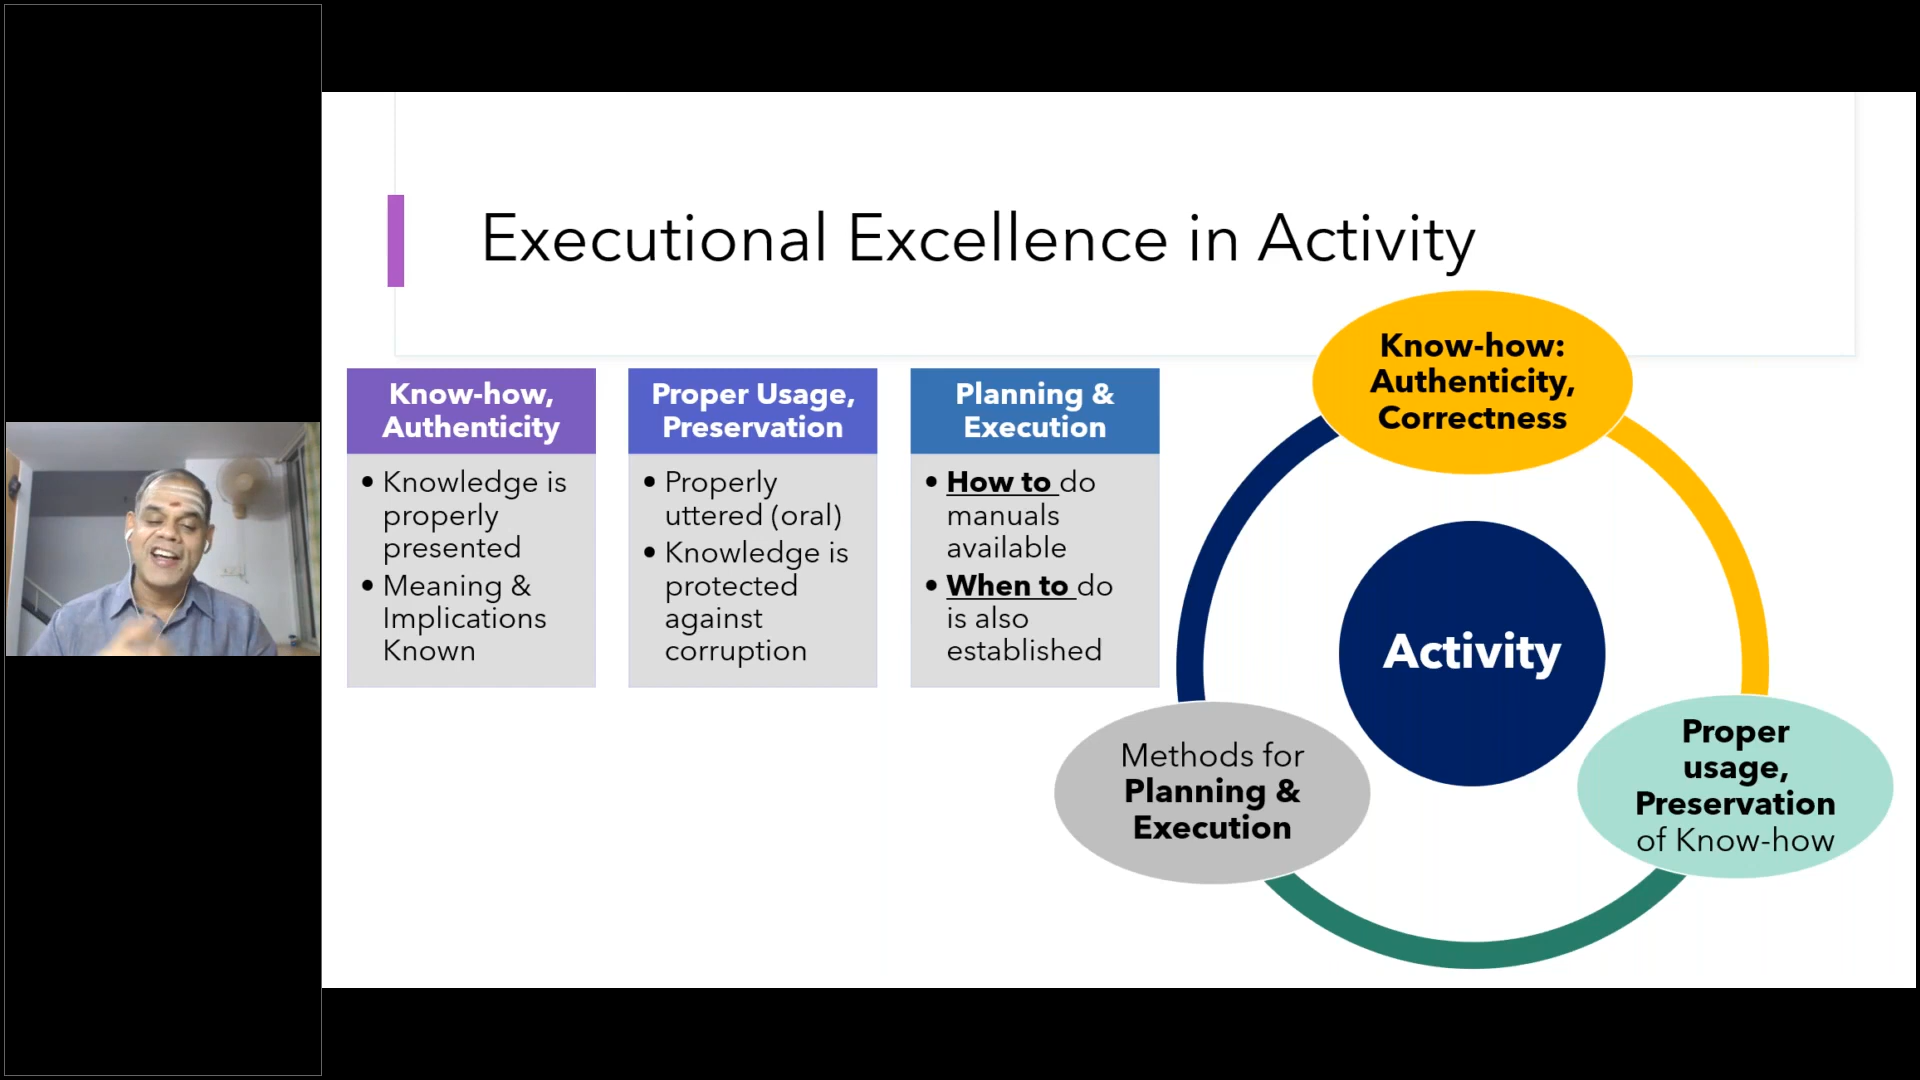 Executional Excellence in Activity
Know-how,
Authenticity
• Knowledge is
properly
presented
• Meaning &
Implications
Known
Proper Usage,
Preservation
• Properly
uttered (oral)
• Knowledge is
protected
against
corruption
Planning &
Execution
• How to do
manuals
available
• When to do
is also
established
Know-how:
Authenticity,
Correctness
Activity
Proper
usage,
Preservation
of Know-how
Methods for
Planning &
Execution